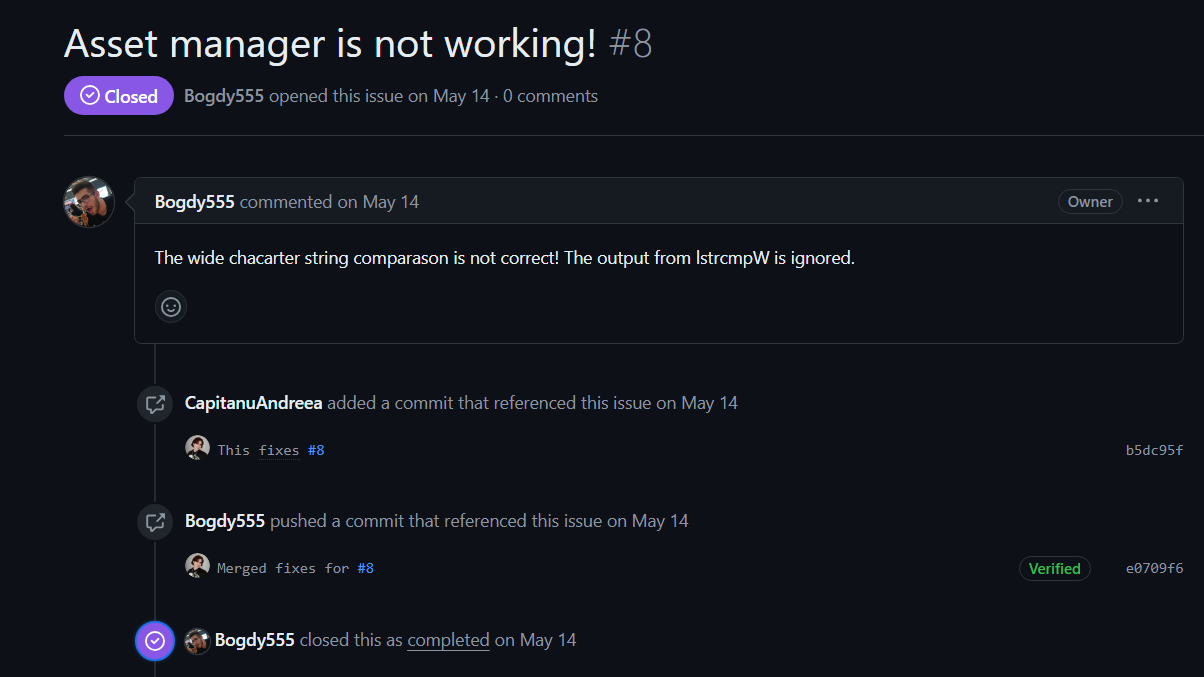 Asset manager is not working! #8
Closed Bogdy555 opened this issue on May 14 · 0 comments
Bogdy555 commented on May 14 Owner
The wide chacarter string comparason is not correct! The output from lstrcmpW is ignored.
CapitanuAndreea added a commit that referenced this issue on May 14
This fixes #8 b5dc95f
Bogdy555 pushed a commit that referenced this issue on May 14
Merged fixes for #8 Verified e0709f6
Bogdy555 closed this as completed on May 14